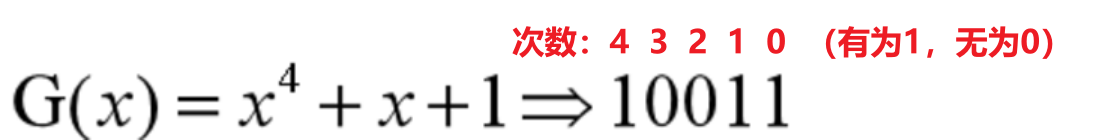 次数：4 3 2 1 0 （有为1，无为0）
G(x) = x⁴ + x + 1 ⇒ 10011